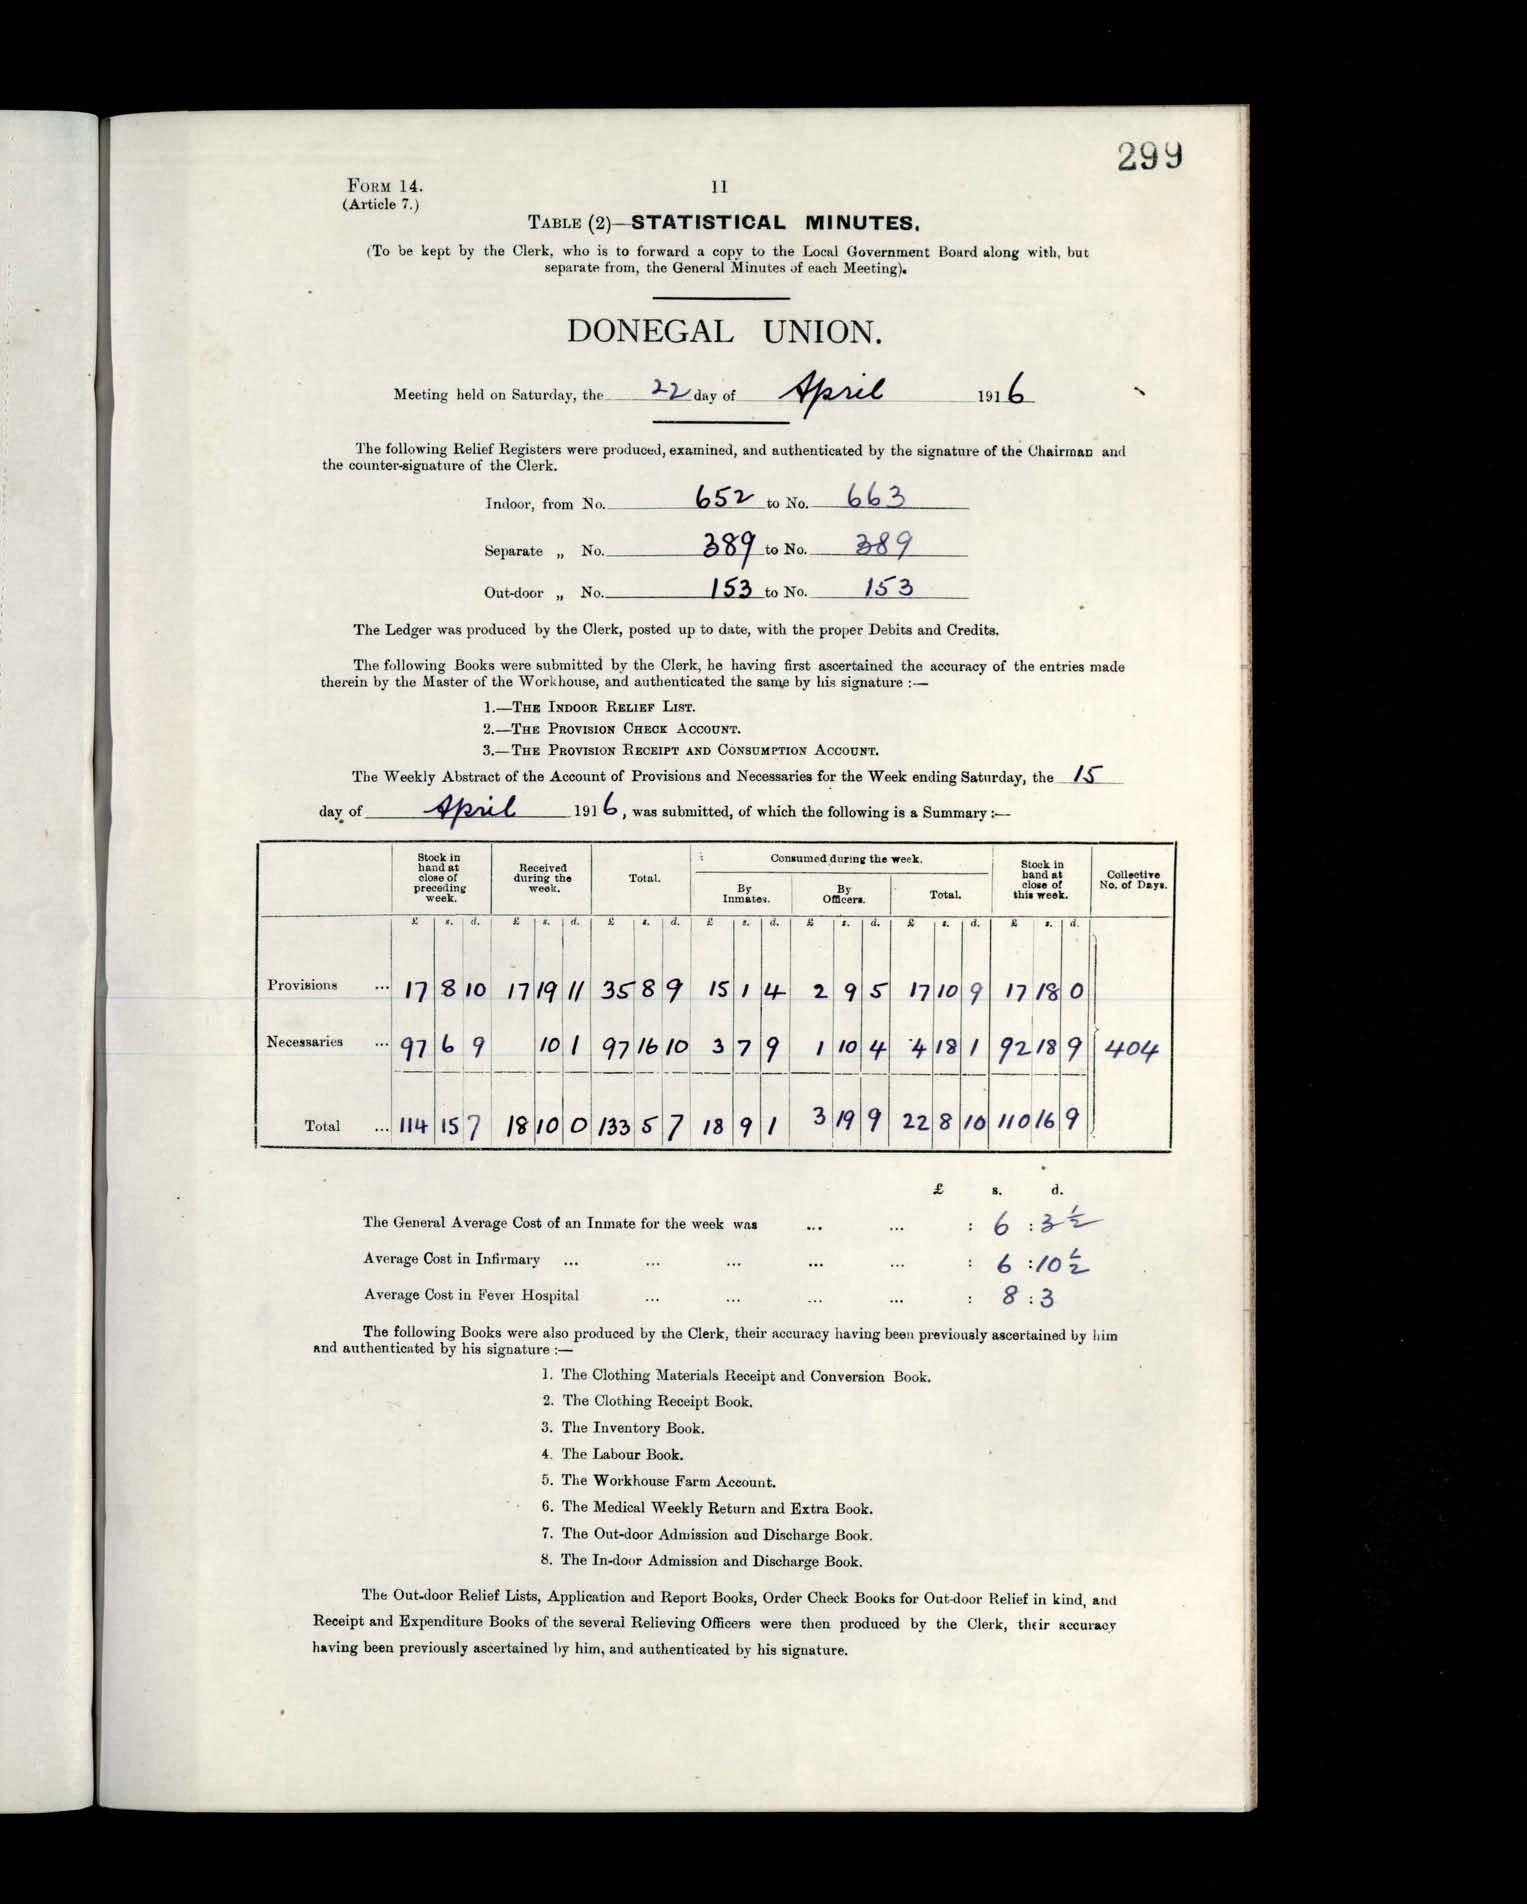 299
FORM 14.
11
(Article 7.)
TABLE (2)—STATISTICAL MINUTES.
(To be kept by the Clerk, who is to forward a copy to the Local Government Board along with, but
separate from, the General Minutes of each Meeting).
DONEGAL UNION.
Meeting held on Saturday, the 22 day of April 1916
The following Relief Registers were produced, examined, and authenticated by the signature of the Chairman and
the counter-signature of the Clerk.
Indoor, from No. 652 to No. 663
Separate „ No. 389 to No. 389
Out-door „ No. 153 to No. 153
The Ledger was produced by the Clerk, posted up to date, with the proper Debits and Credits.
The following Books were submitted by the Clerk, he having first ascertained the accuracy of the entries made
therein by the Master of the Workhouse, and authenticated the same by his signature :—
1.—THE INDOOR RELIEF LIST.
2.—THE PROVISION CHECK ACCOUNT.
3.—THE PROVISION RECEIPT AND CONSUMPTION ACCOUNT.
The Weekly Abstract of the Account of Provisions and Necessaries for the Week ending Saturday, the 15
day of April 1916, was submitted, of which the following is a Summary :—
Stock in hand at close of preceding week. Received during the week. Total. Consumed during the week. Stock in hand at close of this week. Collective No. of Days.
By Inmates. By Officers. Total.
£ s. d. £ s. d. £ s. d. £ s. d. £ s. d. £ s. d. £ s. d.
Provisions ... 17 8 10 17 19 11 35 8 9 15 1 4 2 9 5 17 10 9 17 18 0
Necessaries ... 97 6 9 10 1 97 16 10 3 7 9 1 10 4 4 18 1 92 18 9 404
Total ... 114 15 7 18 10 0 133 5 7 18 9 1 3 19 9 22 8 10 110 16 9
£ s. d.
The General Average Cost of an Inmate for the week was ... ... : 6 : 3 1/2
Average Cost in Infirmary ... ... ... ... ... : 6 : 10 1/2
Average Cost in Fever Hospital ... ... ... ... : 8 : 3
The following Books were also produced by the Clerk, their accuracy having been previously ascertained by him
and authenticated by his signature :—
1. The Clothing Materials Receipt and Conversion Book.
2. The Clothing Receipt Book.
3. The Inventory Book.
4. The Labour Book.
5. The Workhouse Farm Account.
6. The Medical Weekly Return and Extra Book.
7. The Out-door Admission and Discharge Book.
8. The In-door Admission and Discharge Book.
The Out-door Relief Lists, Application and Report Books, Order Check Books for Out-door Relief in kind, and
Receipt and Expenditure Books of the several Relieving Officers were then produced by the Clerk, their accuracy
having been previously ascertained by him, and authenticated by his signature.